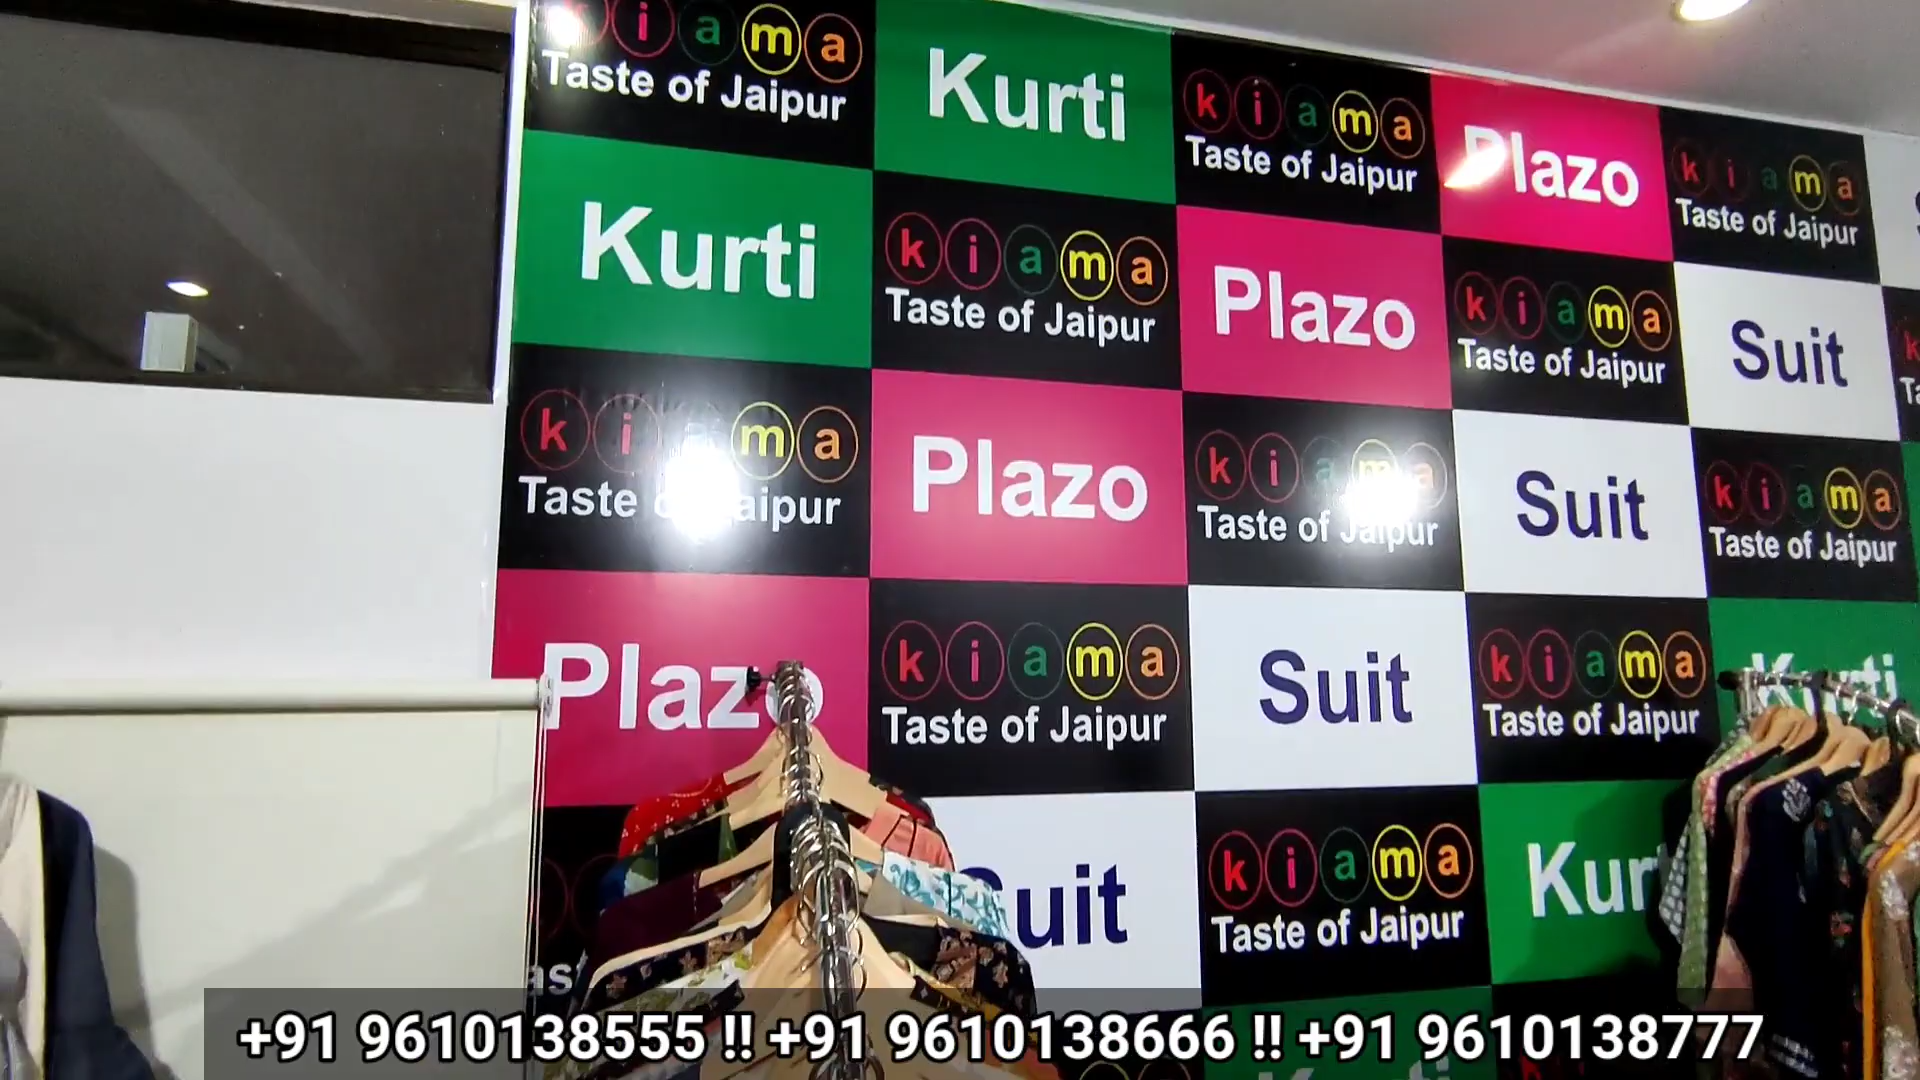 kiama
Taste of Jaipur
Kurti
kiama
Taste of Jaipur
Plazo
kiama
Taste of Jaipur
Kurti
kiama
Taste of Jaipur
Plazo
kiama
Taste of Jaipur
Suit
kiama
Taste of Jaipur
Plazo
kiama
Taste of Jaipur
Suit
kiama
Taste of Jaipur
Plazo
kiama
Taste of Jaipur
Suit
kiama
Taste of Jaipur
Kurti
Suit
kiama
Taste of Jaipur
Kurti
+91 9610138555 !! +91 9610138666 !! +91 9610138777